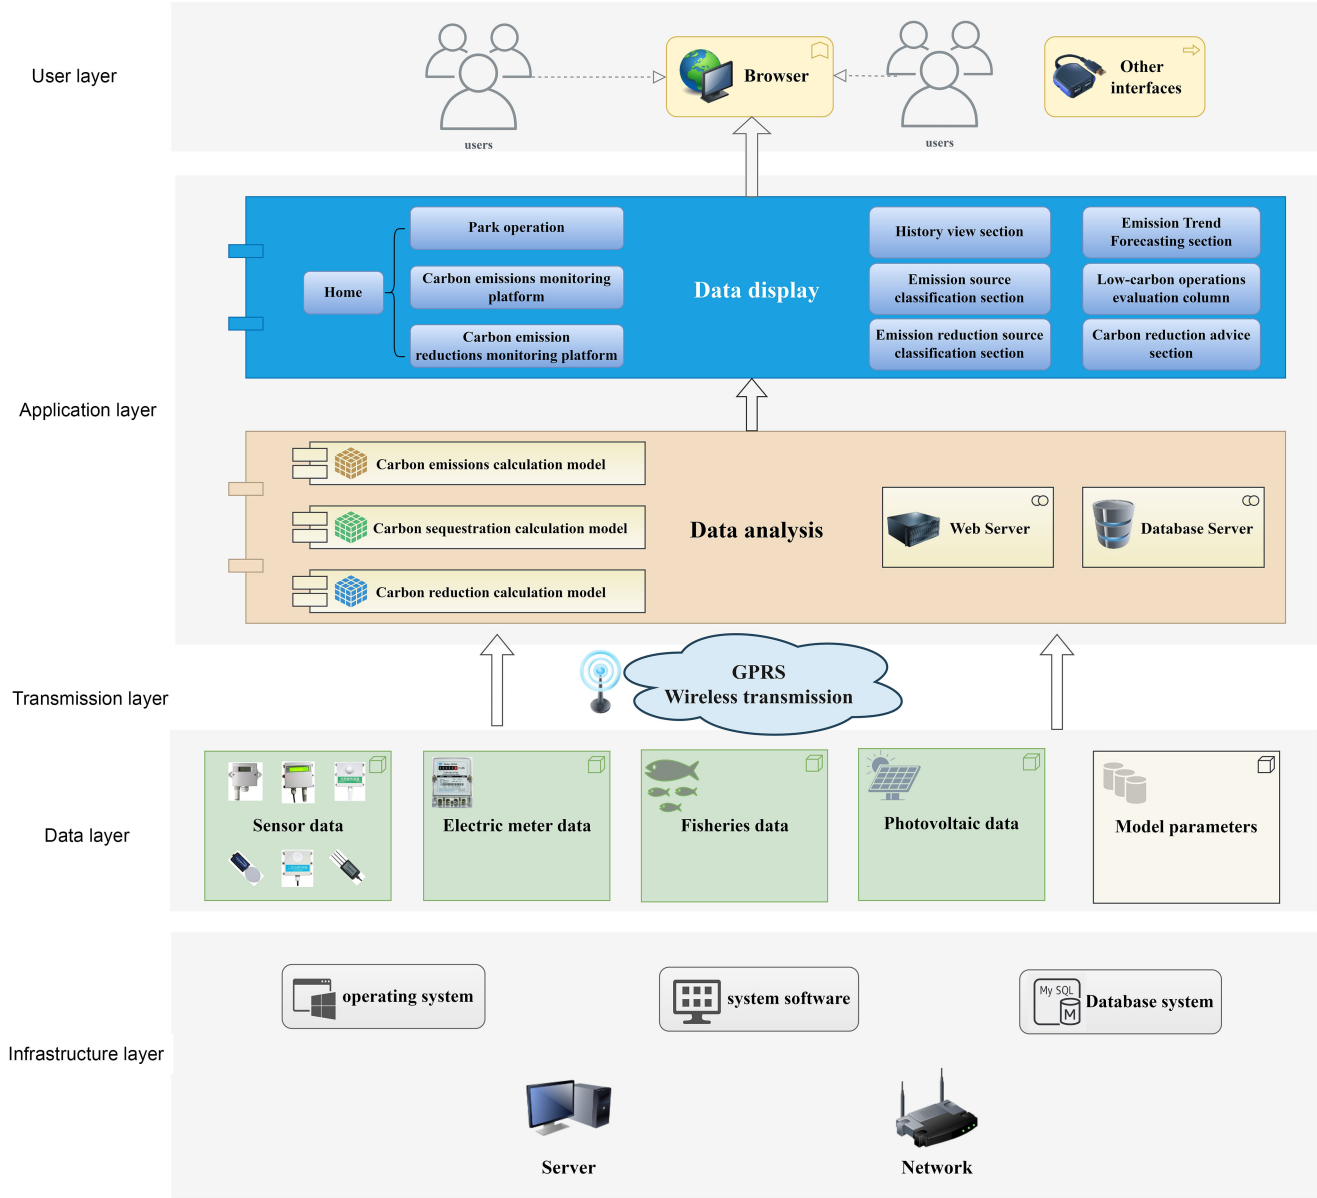 User layer
Browser
Other
interfaces
users
users
Application layer
Home
Park operation
Carbon emissions monitoring
platform
Carbon emission
reductions monitoring platform
Data display
History view section
Emission source
classification section
Emission reduction source
classification section
Emission Trend
Forecasting section
Low-carbon operations
evaluation column
Carbon reduction advice
section
Carbon emissions calculation model
Carbon sequestration calculation model
Carbon reduction calculation model
Data analysis
Web Server
Database Server
Transmission layer
GPRS
Wireless transmission
Data layer
Sensor data
Electric meter data
Fisheries data
Photovoltaic data
Model parameters
Infrastructure layer
operating system
system software
My SQL
M
Database system
Server
Network